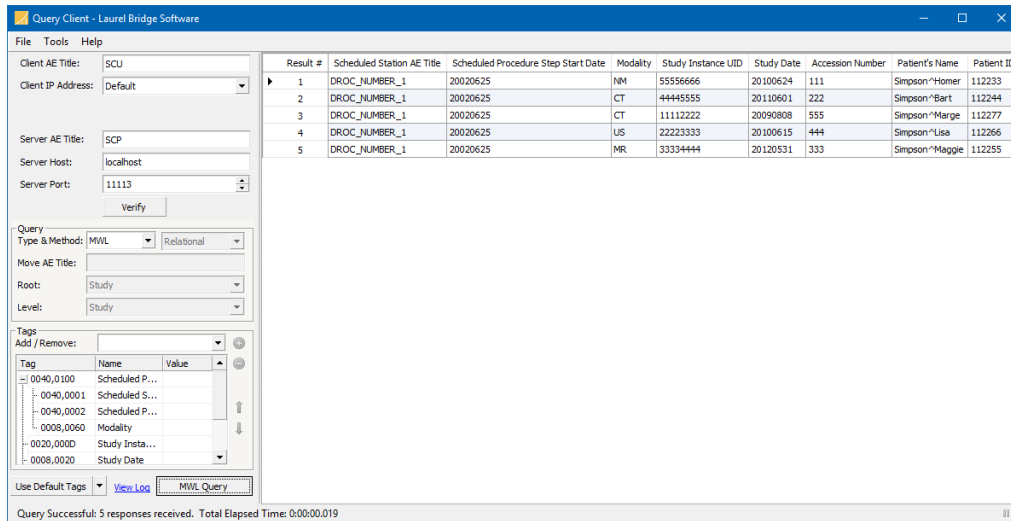 Query Client - Laurel Bridge Software
File Tools Help
Client AE Title: SCU
Client IP Address: Default
Server AE Title: SCP
Server Host: localhost
Server Port: 11113
Verify
Query
Type & Method: MWL Relational
Move AE Title:
Root: Study
Level: Study
Tags
Add / Remove:
Tag Name Value
0040,0100 Scheduled P...
0040,0001 Scheduled S...
0040,0002 Scheduled P...
0008,0060 Modality
0020,000D Study Insta...
0008,0020 Study Date
Use Default Tags View Log MWL Query
Result # Scheduled Station AE Title Scheduled Procedure Step Start Date Modality Study Instance UID Study Date Accession Number Patient's Name Patient ID
1 DROC_NUMBER_1 20020625 NM 55556666 20100624 111 Simpson^Homer 112233
2 DROC_NUMBER_1 20020625 CT 44445555 20110601 222 Simpson^Bart 112244
3 DROC_NUMBER_1 20020625 CT 11112222 20090808 555 Simpson^Marge 112277
4 DROC_NUMBER_1 20020625 US 22223333 20100615 444 Simpson^Lisa 112266
5 DROC_NUMBER_1 20020625 MR 33334444 20120531 333 Simpson^Maggie 112255
Query Successful: 5 responses received. Total Elapsed Time: 0:00:00.019